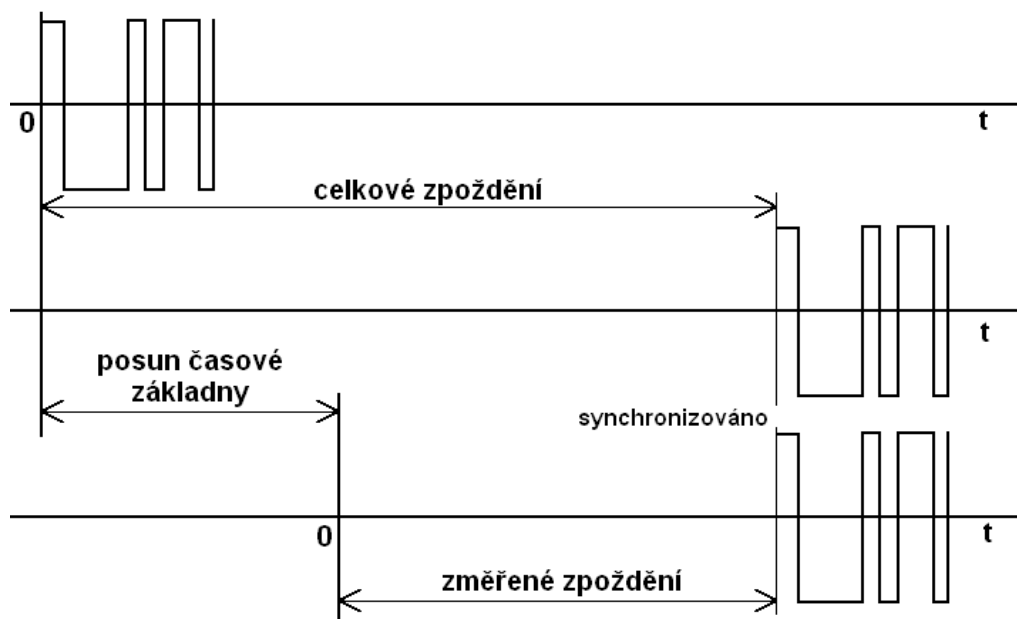 0
t
celkové zpoždění
t
posun časové
základny
synchronizováno
0
t
změřené zpoždění